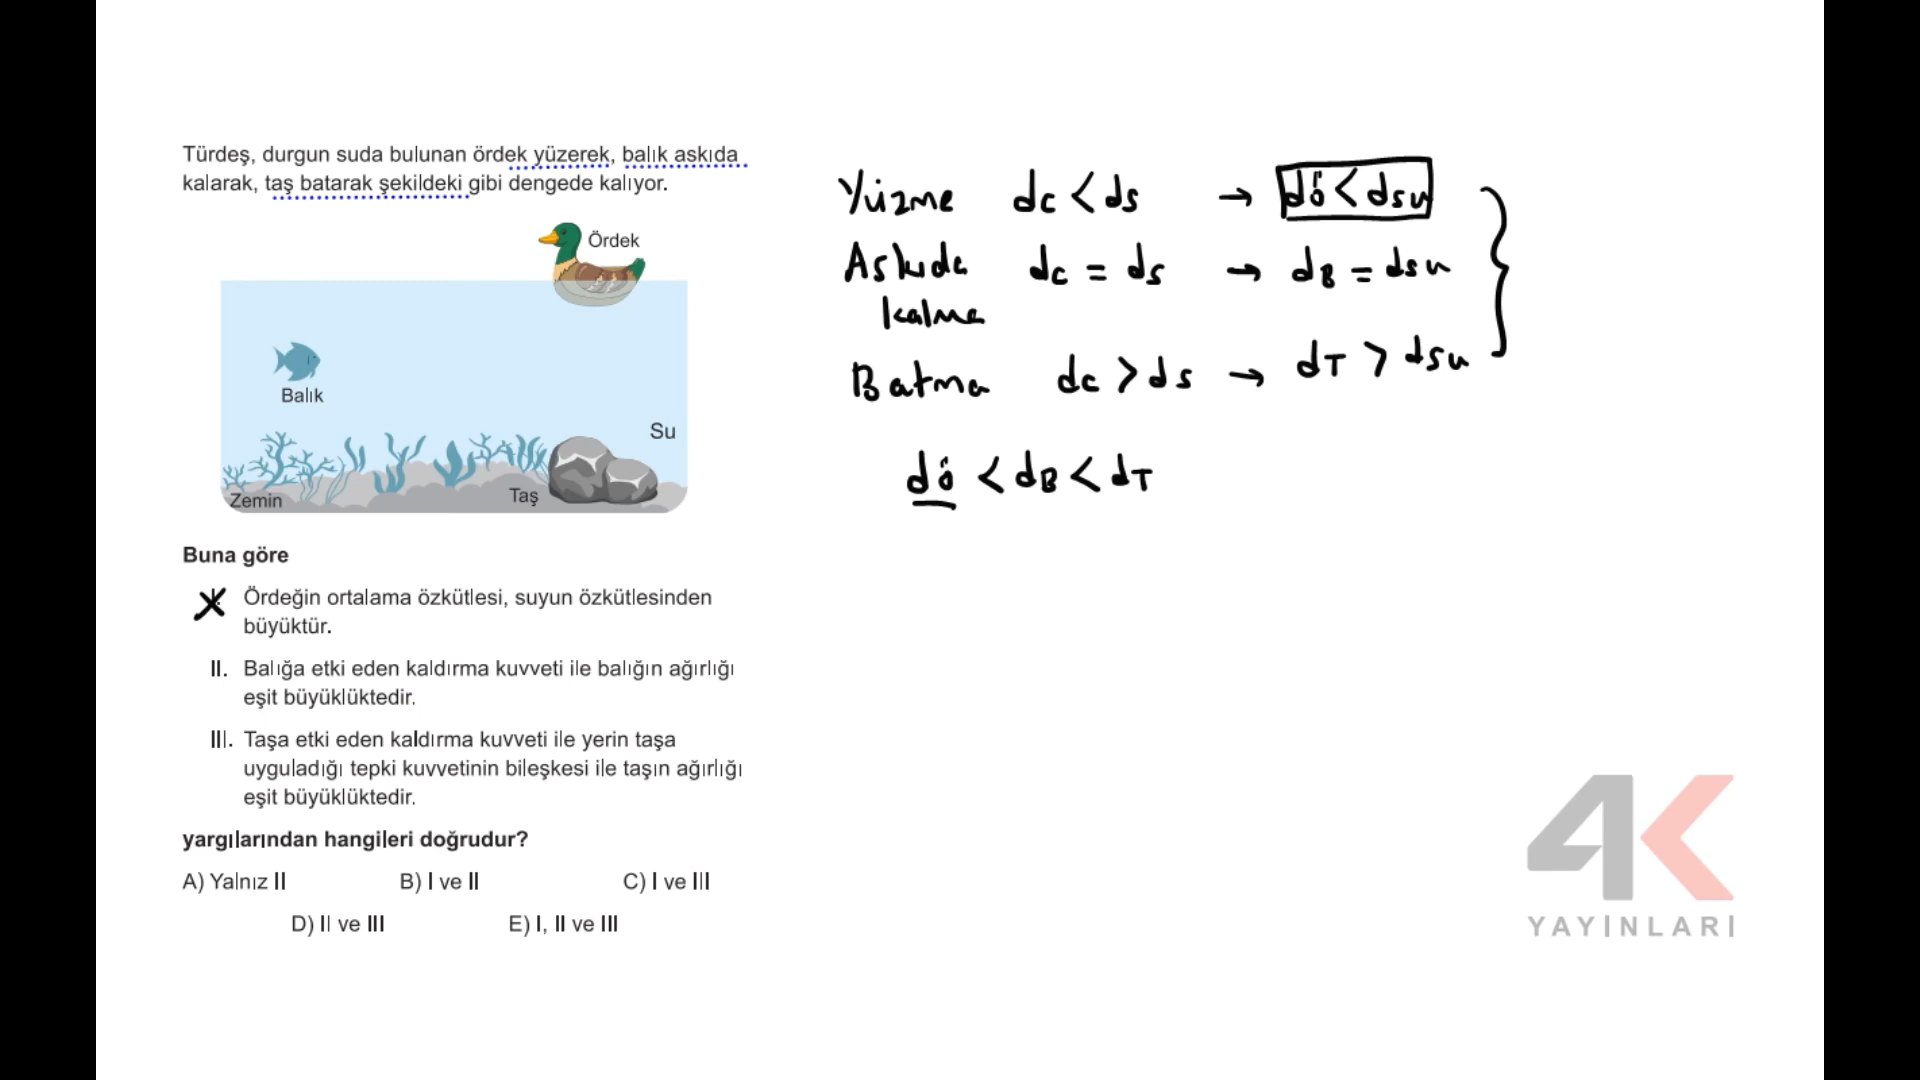 Türdeş, durgun suda bulunan ördek yüzerek, balık askıda
kalarak, taş batarak şekildeki gibi dengede kalıyor.
Ördek
Balık
Su
Zemin
Taş
Buna göre
I. Ördeğin ortalama özkütlesi, suyun özkütlesinden
büyüktür.
II. Balığa etki eden kaldırma kuvveti ile balığın ağırlığı
eşit büyüklüktedir.
III. Taşa etki eden kaldırma kuvveti ile yerin taşa
uyguladığı tepki kuvvetinin bileşkesi ile taşın ağırlığı
eşit büyüklüktedir.
yargılarından hangileri doğrudur?
A) Yalnız II B) I ve II C) I ve III
D) II ve III E) I, II ve III
Yüzme dc < ds → dö < dsu
Askıda dc = ds → dB = dsu
kalma
Batma dc > ds → dT > dsu
dö < dB < dT
4K
YAYINLARI